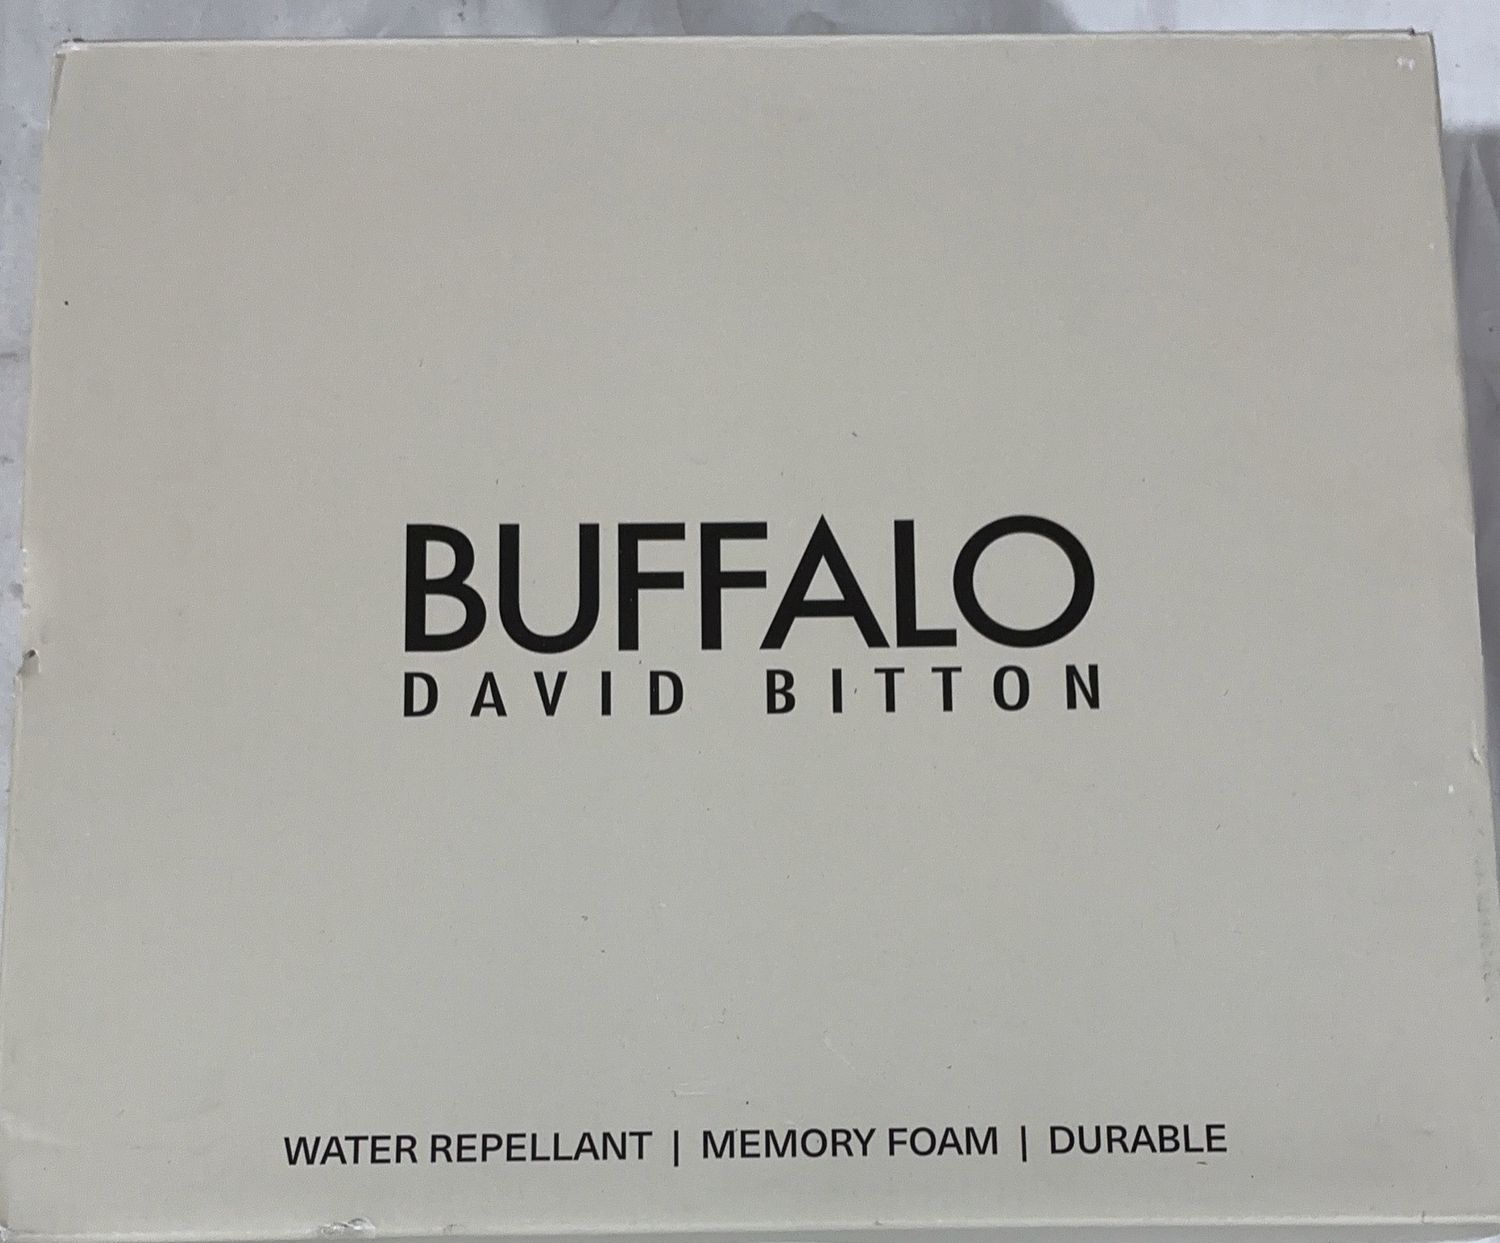 BUFFALO
DAVID BITTON
WATER REPELLANT | MEMORY FOAM | DURABLE